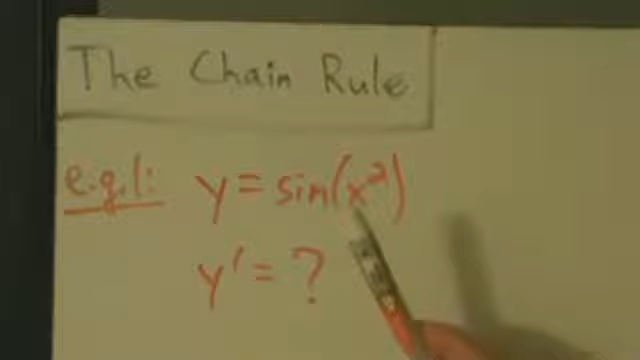 The Chain Rule
e.g.1: y = sin(x²)
y' = ?